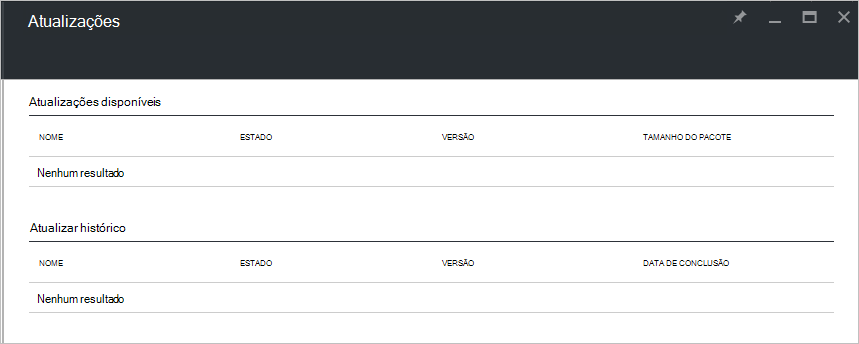 Atualizações
Atualizações disponíveis
NOME ESTADO VERSÃO TAMANHO DO PACOTE
Nenhum resultado
Atualizar histórico
NOME ESTADO VERSÃO DATA DE CONCLUSÃO
Nenhum resultado